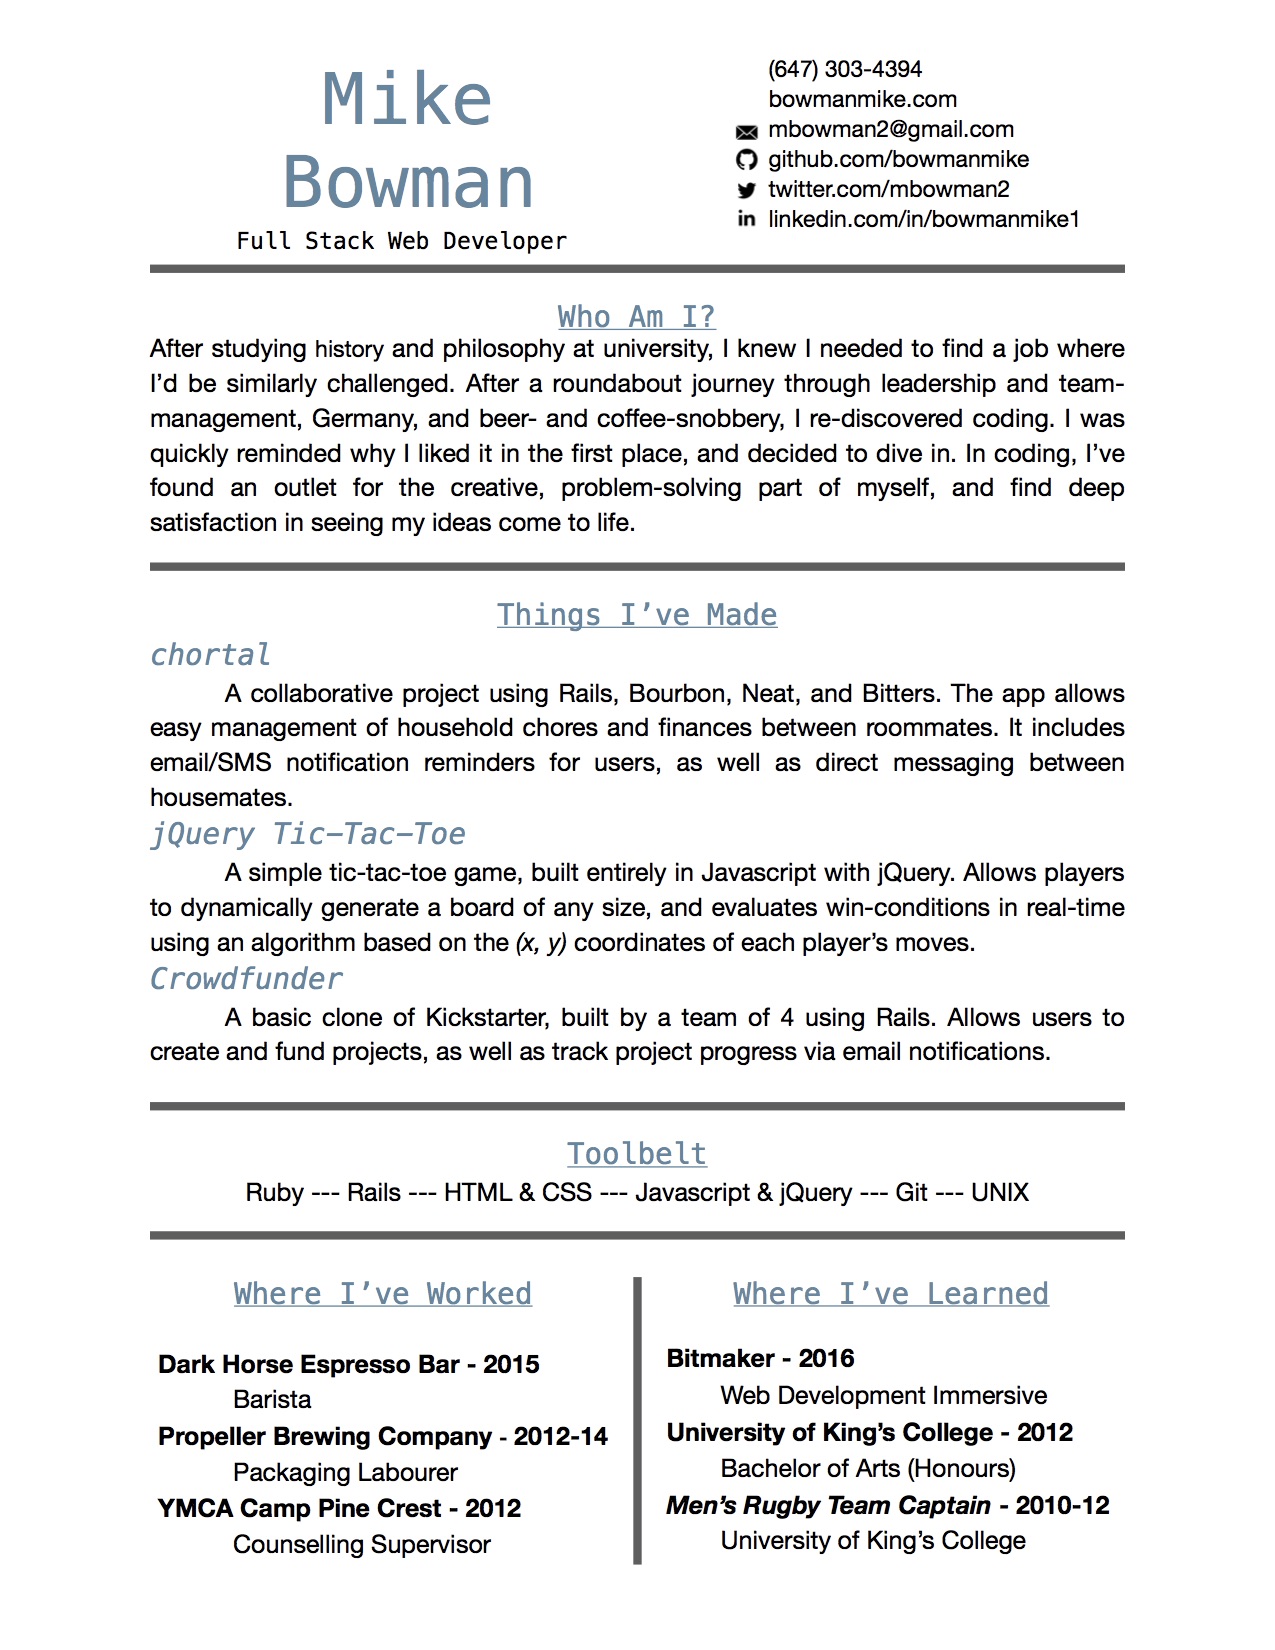 Mike
Bowman
Full Stack Web Developer
(647) 303-4394
bowmanmike.com
mbowman2@gmail.com
github.com/bowmanmike
twitter.com/mbowman2
linkedin.com/in/bowmanmike1
Who Am I?
After studying history and philosophy at university, I knew I needed to find a job where
I’d be similarly challenged. After a roundabout journey through leadership and team-
management, Germany, and beer- and coffee-snobbery, I re-discovered coding. I was
quickly reminded why I liked it in the first place, and decided to dive in. In coding, I’ve
found an outlet for the creative, problem-solving part of myself, and find deep
satisfaction in seeing my ideas come to life.
Things I’ve Made
chortal
A collaborative project using Rails, Bourbon, Neat, and Bitters. The app allows
easy management of household chores and finances between roommates. It includes
email/SMS notification reminders for users, as well as direct messaging between
housemates.
jQuery Tic-Tac-Toe
A simple tic-tac-toe game, built entirely in Javascript with jQuery. Allows players
to dynamically generate a board of any size, and evaluates win-conditions in real-time
using an algorithm based on the (x, y) coordinates of each player’s moves.
Crowdfunder
A basic clone of Kickstarter, built by a team of 4 using Rails. Allows users to
create and fund projects, as well as track project progress via email notifications.
Toolbelt
Ruby --- Rails --- HTML & CSS --- Javascript & jQuery --- Git --- UNIX
Where I’ve Worked
Dark Horse Espresso Bar - 2015
Barista
Propeller Brewing Company - 2012-14
Packaging Labourer
YMCA Camp Pine Crest - 2012
Counselling Supervisor
Where I’ve Learned
Bitmaker - 2016
Web Development Immersive
University of King’s College - 2012
Bachelor of Arts (Honours)
Men’s Rugby Team Captain - 2010-12
University of King’s College